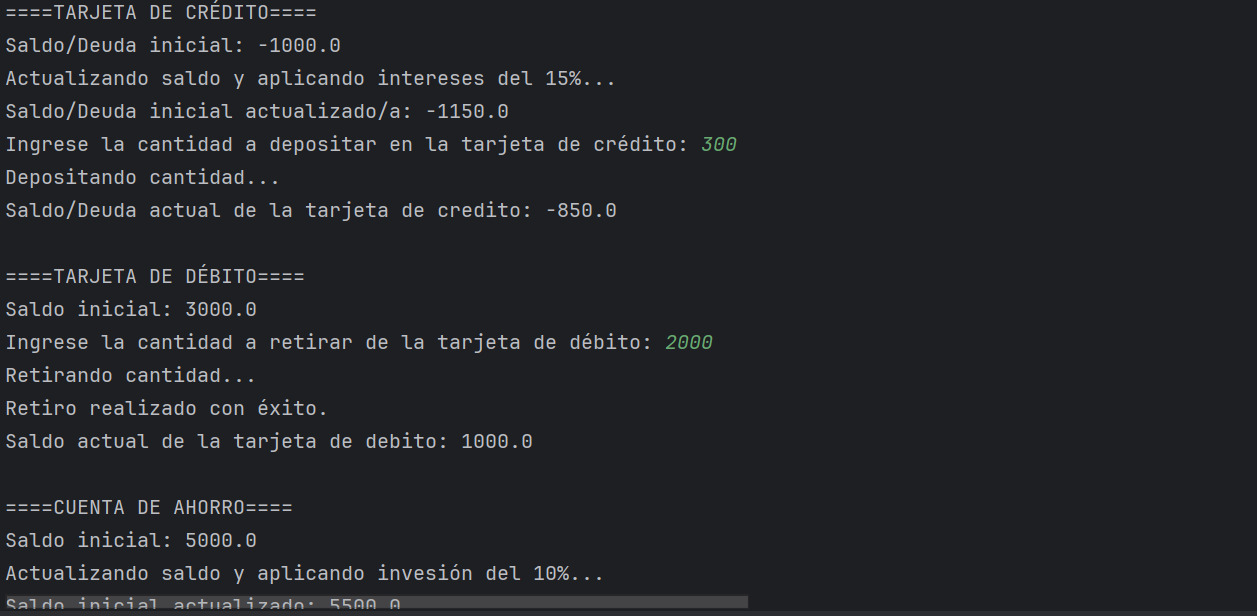 ====TARJETA DE CRÉDITO====
Saldo/Deuda inicial: -1000.0
Actualizando saldo y aplicando intereses del 15%...
Saldo/Deuda inicial actualizado/a: -1150.0
Ingrese la cantidad a depositar en la tarjeta de crédito: 300
Depositando cantidad...
Saldo/Deuda actual de la tarjeta de credito: -850.0
====TARJETA DE DÉBITO====
Saldo inicial: 3000.0
Ingrese la cantidad a retirar de la tarjeta de débito: 2000
Retirando cantidad...
Retiro realizado con éxito.
Saldo actual de la tarjeta de debito: 1000.0
====CUENTA DE AHORRO====
Saldo inicial: 5000.0
Actualizando saldo y aplicando invesión del 10%...
Saldo inicial actualizado: 5500.0